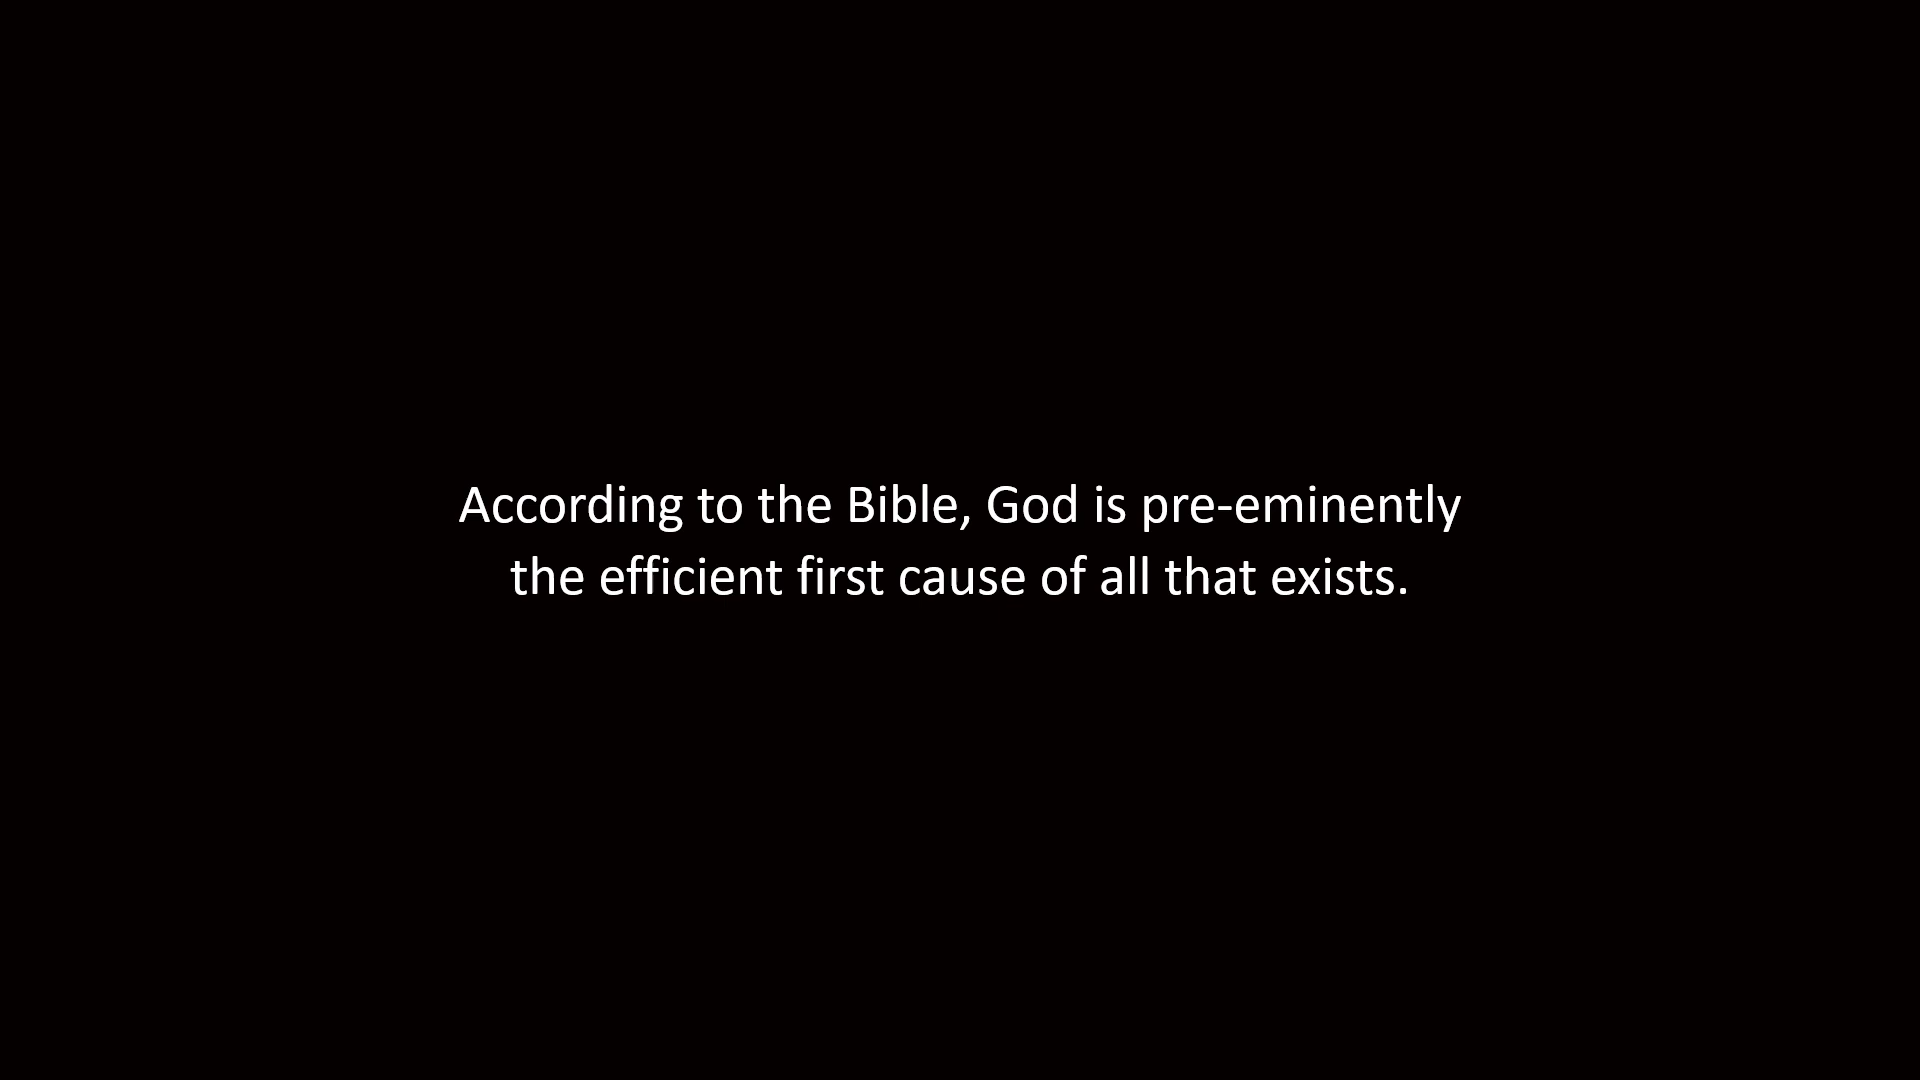 According to the Bible, God is pre-eminently
the efficient first cause of all that exists.